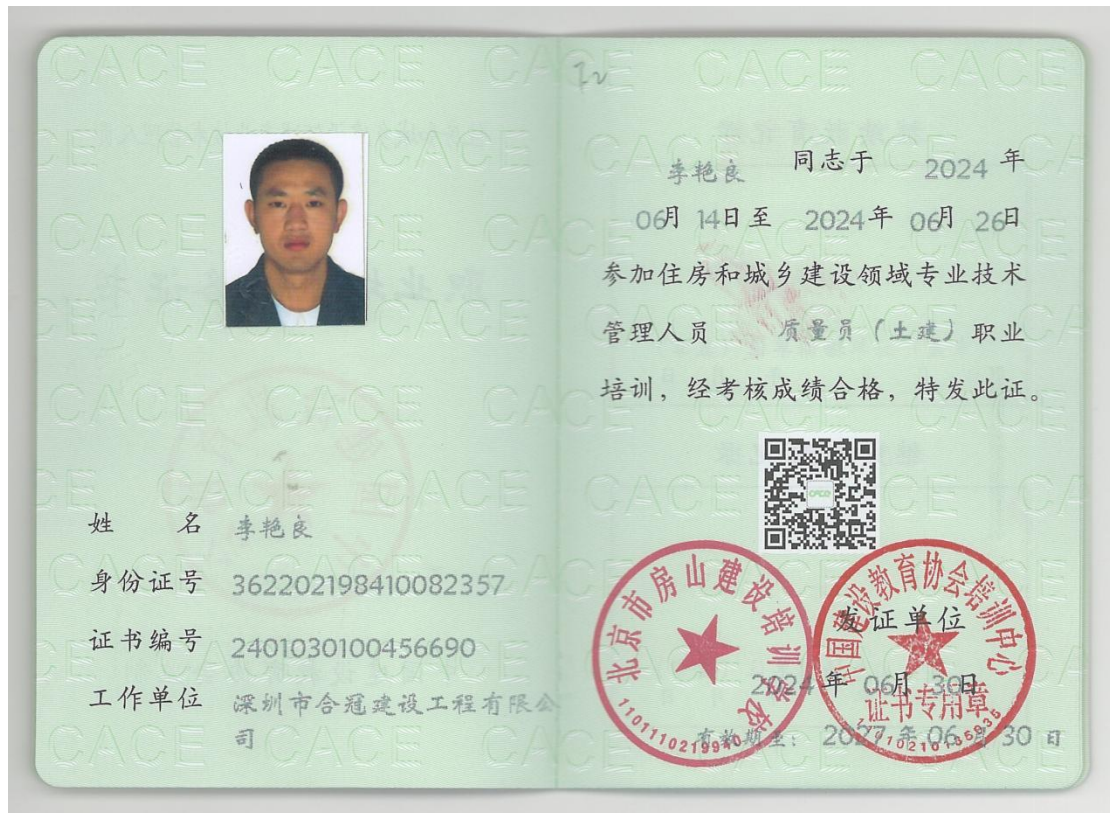 姓 名 李艳良
身份证号 362202198410082357
证书编号 2401030100456690
工作单位 深圳市合冠建设工程有限公
司
李艳良 同志于 2024 年
06月 14日至 2024年 06月 26日
参加住房和城乡建设领域专业技术
管理人员 质量员（土建）职业
培训，经考核成绩合格，特发此证。
北京市房山建设培训学校
1101110219940
中国建设教育协会培训中心
证书专用章
发证单位
2024 年 06月 30日
有效期至： 2027 年 06 月 30 日
CACE